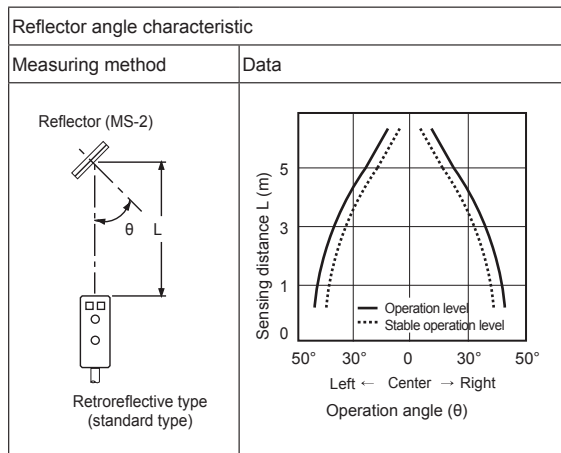 Reflector angle characteristic
Measuring method
Data
Reflector (MS-2)
θ
L
Retroreflective type
(standard type)
Sensing distance L (m)
5
3
1
0
Operation level
Stable operation level
50° 30° 0 30° 50°
Left ← Center → Right
Operation angle (θ)